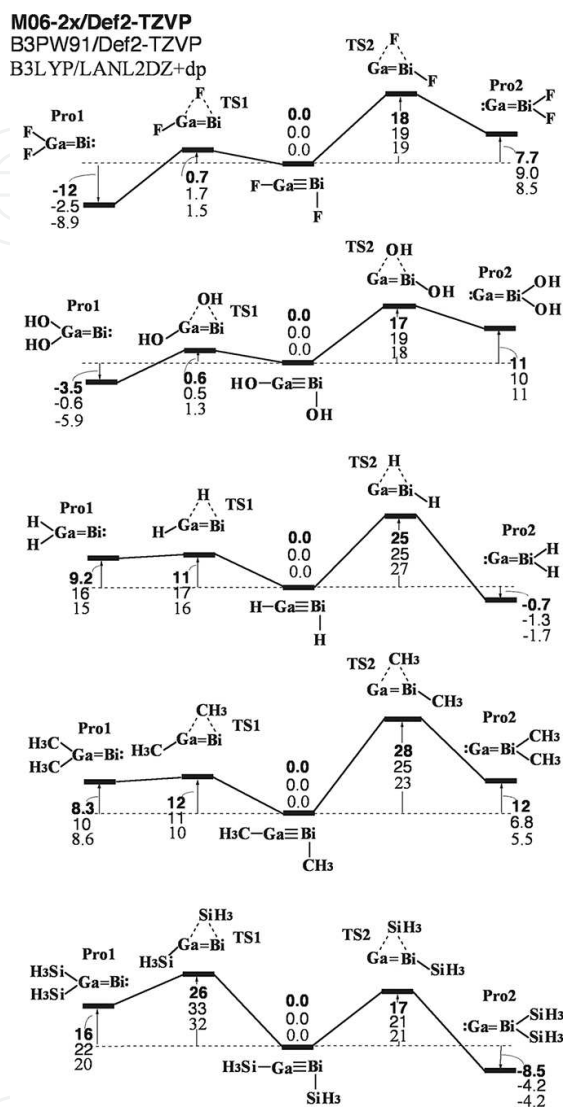 M06-2x/Def2-TZVP
B3PW91/Def2-TZVP
B3LYP/LANL2DZ+dp
Pro1
F
F
Ga=Bi:
-12
-2.5
-8.9
F
F
Ga=Bi
TS1
0.7
1.7
1.5
0.0
0.0
0.0
F—Ga≡Bi
F
TS2
F
Ga=Bi
F
18
19
19
Pro2
:Ga=Bi
F
F
7.7
9.0
8.5
Pro1
HO
HO
Ga=Bi:
-3.5
-0.6
-5.9
OH
HO
Ga=Bi
TS1
0.6
0.5
1.3
0.0
0.0
0.0
HO—Ga≡Bi
OH
TS2
OH
Ga=Bi
OH
17
19
18
Pro2
:Ga=Bi
OH
OH
11
10
11
Pro1
H
H
Ga=Bi:
9.2
16
15
H
H
Ga=Bi
TS1
11
17
16
0.0
0.0
0.0
H—Ga≡Bi
H
TS2
H
Ga=Bi
H
25
25
27
Pro2
:Ga=Bi
H
H
-0.7
-1.3
-1.7
Pro1
H3C
H3C
Ga=Bi:
8.3
10
8.6
CH3
H3C
Ga=Bi
TS1
12
11
10
0.0
0.0
0.0
H3C—Ga≡Bi
CH3
TS2
CH3
Ga=Bi
CH3
28
25
23
Pro2
:Ga=Bi
CH3
CH3
12
6.8
5.5
Pro1
H3Si
H3Si
Ga=Bi:
16
22
20
SiH3
H3Si
Ga=Bi
TS1
26
33
32
0.0
0.0
0.0
H3Si—Ga≡Bi
SiH3
TS2
SiH3
Ga=Bi
SiH3
17
21
21
Pro2
:Ga=Bi
SiH3
SiH3
-8.5
-4.2
-4.2